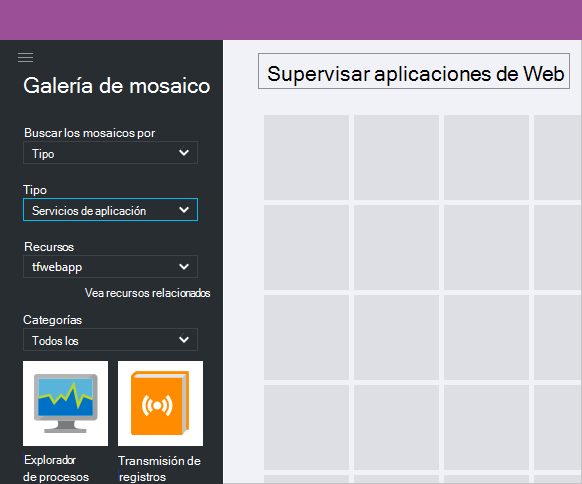 Galería de mosaico
Supervisar aplicaciones de Web
Buscar los mosaicos por
Tipo
Tipo
Servicios de aplicación
Recursos
tfwebapp
Vea recursos relacionados
Categorías
Todos los
Explorador
de procesos
Transmisión de
registros